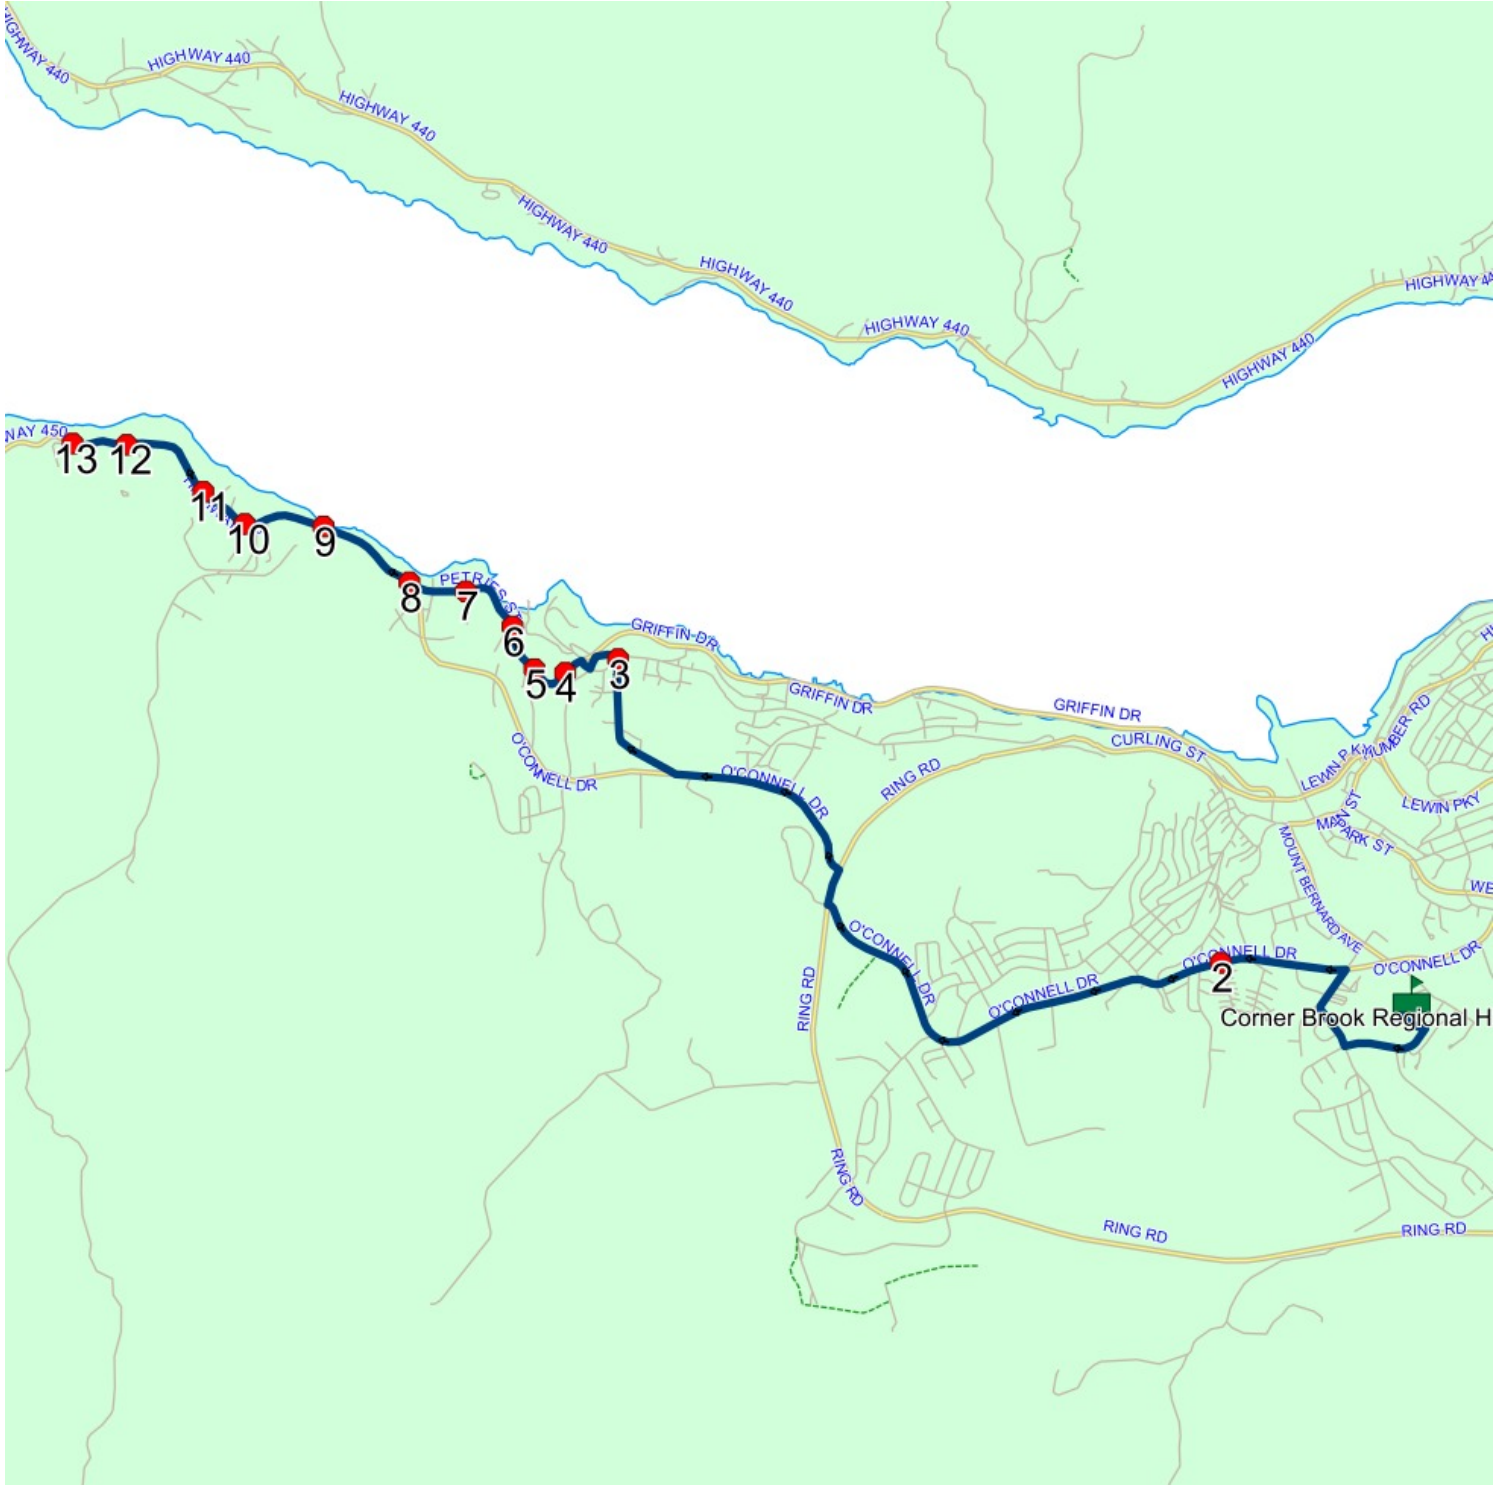 HIGHWAY 440
HIGHWAY 440
HIGHWAY 440
HIGHWAY 440
HIGHWAY 440
HIGHWAY 440
HIGHWAY 440
HIGHWAY 44
WAY 450
13
12
11
10
9
8
PETRIES ST
7
6
5
4
3
GRIFFIN DR
GRIFFIN DR
GRIFFIN DR
CURLING ST
RING RD
O'CONNELL DR
O'CONNELL DR
LEWIN PKY
HUMBER RD
LEWIN PKY
MAIN ST
PARK ST
MOUNT BERNARD AVE
WE
O'CONNELL DR
O'CONNELL DR
O'CONNELL DR
O'CONNELL DR
2
RING RD
Corner Brook Regional H
RING RD
RING RD
RING RD